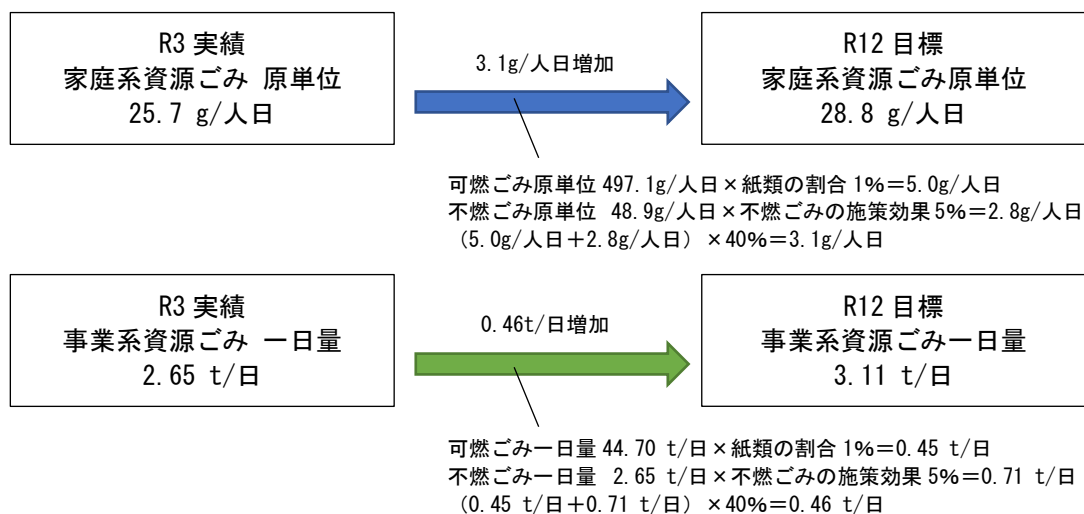 R3 実績
家庭系資源ごみ 原単位
25.7 g/人日
3.1g/人日増加
R12 目標
家庭系資源ごみ原単位
28.8 g/人日
可燃ごみ原単位 497.1g/人日×紙類の割合 1%=5.0g/人日
不燃ごみ原単位 48.9g/人日×不燃ごみの施策効果 5%=2.8g/人日
(5.0g/人日+2.8g/人日)×40%=3.1g/人日
R3 実績
事業系資源ごみ 一日量
2.65 t/日
0.46t/日増加
R12 目標
事業系資源ごみ一日量
3.11 t/日
可燃ごみ一日量 44.70 t/日×紙類の割合 1%=0.45 t/日
不燃ごみ一日量 2.65 t/日×不燃ごみの施策効果 5%=0.71 t/日
(0.45 t/日+0.71 t/日)×40%=0.46 t/日